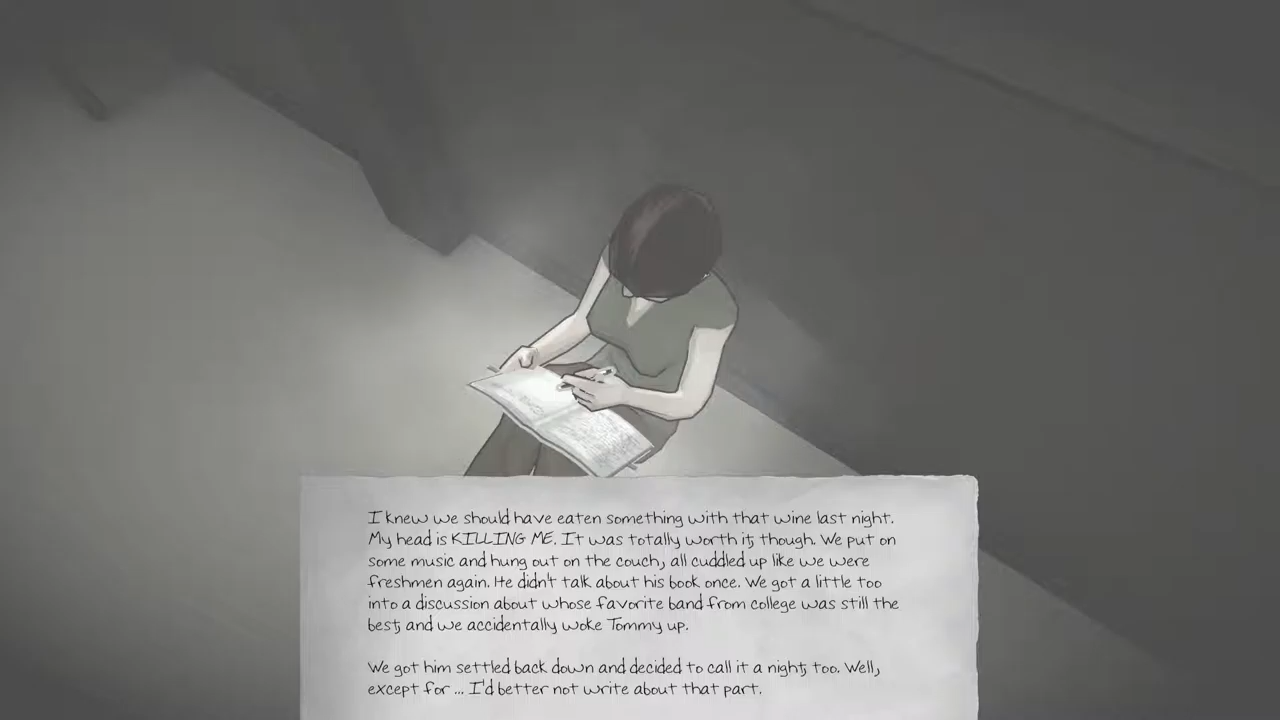 I knew we should have eaten something with that wine last night.
My head is KILLING ME. It was totally worth it, though. We put on
some music and hung out on the couch, all cuddled up like we were
freshmen again. He didn't talk about his book once. We got a little too
into a discussion about whose favorite band from college was still the
best, and we accidentally woke Tommy up.
We got him settled back down and decided to call it a night, too. Well,
except for ... I'd better not write about that part.